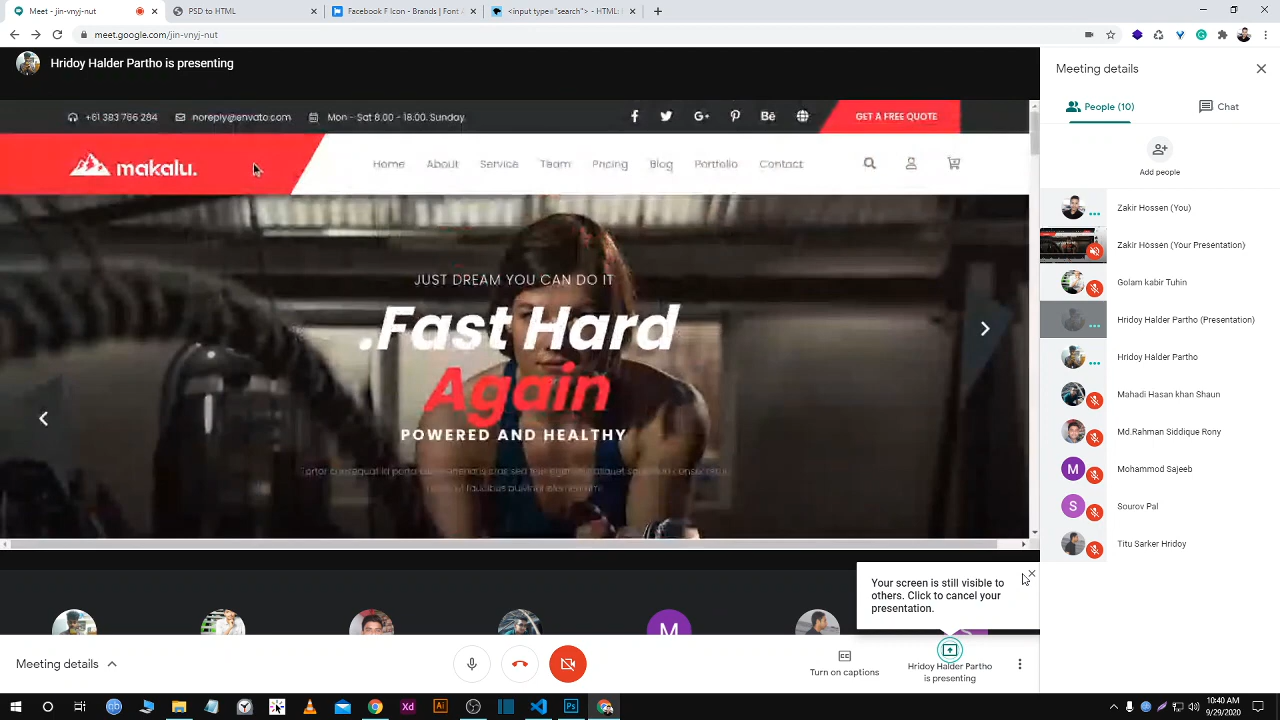 Meet - jin-vnyj-nut
PSD to HTML
Facebook F Icon - Brands | Font
<input type="search"> - HTML:
meet.google.com/jin-vnyj-nut
Hridoy Halder Partho is presenting
+61 383 766 284
noreply@envato.com
Mon - Sat: 8:00 - 18:00. Sunday.
GET A FREE QUOTE
makalu.
Home About Service Team Pricing Blog Portfolio Contact
JUST DREAM YOU CAN DO IT
.Fast Hard
Again
POWERED AND HEALTHY
Meeting details
People (10)
Chat
Add people
Zakir Hossen (You)
Zakir Hossen (Your Presentation)
Golam kabir Tuhin
Hridoy Halder Partho (Presentation)
Hridoy Halder Partho
Mahadi Hasan khan Shaun
Md.Rahman Siddique Rony
M Mohammod Sajeeb
S Sourov Pal
Titu Sarker Hridoy
Your screen is still visible to
others. Click to cancel your
presentation.
M
Meeting details
Turn on captions
Hridoy Halder Partho
is presenting
10:40 AM
9/29/2020